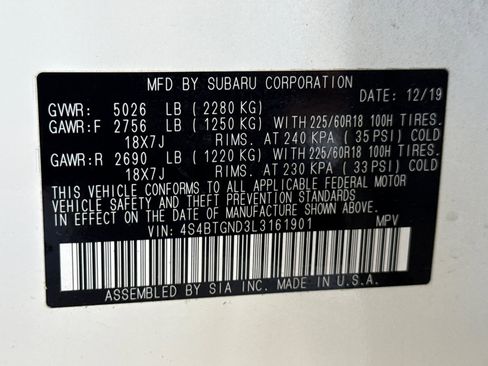 MFD BY SUBARU CORPORATION
DATE: 12/19
GVWR: 5026 LB (2280 KG)
GAWR:F 2756 LB (1250 KG) WITH 225/60R18 100H TIRES.
18X7J RIMS. AT 240 KPA (35 PSI) COLD
GAWR:R 2690 LB (1220 KG) WITH 225/60R18 100H TIRES.
18X7J RIMS. AT 230 KPA (33 PSI) COLD
THIS VEHICLE CONFORMS TO ALL APPLICABLE FEDERAL MOTOR
VEHICLE SAFETY AND THEFT PREVENTION STANDARDS IN EFFECT
ON THE DATE OF MANUFACTURE SHOWN ABOVE.
VIN: 4S4BTGND3L3161901 MPV
ASSEMBLED BY SIA INC. MADE IN U.S.A.